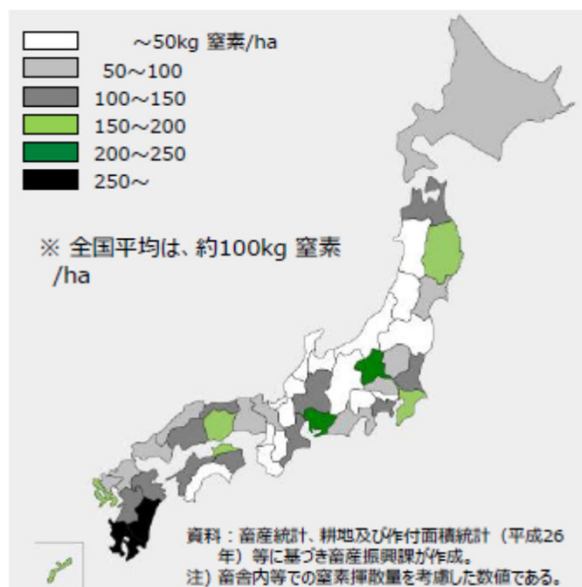 ～50kg 窒素/ha
50～100
100～150
150～200
200～250
250～
※ 全国平均は、約100kg 窒素
/ha
資料：畜産統計、耕地及び作付面積統計（平成26
年）等に基づき畜産振興課が作成。
注）畜舎内等での窒素揮散量を考慮した数値である。